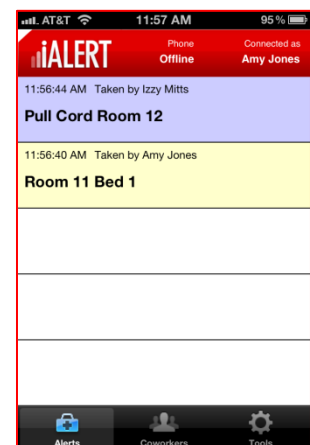 AT&T 11:57 AM 95%
iALERT Phone Offline Connected as Amy Jones
11:56:44 AM Taken by Izzy Mitts
Pull Cord Room 12
11:56:40 AM Taken by Amy Jones
Room 11 Bed 1
Alerts Coworkers Tools